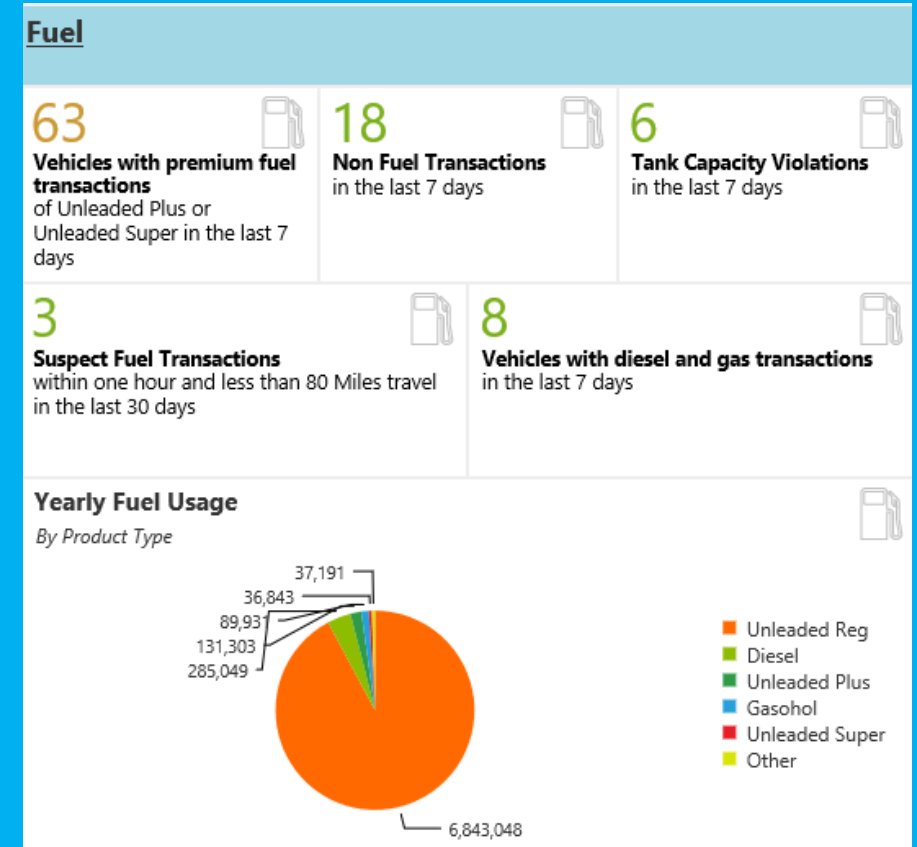 Fuel
63
Vehicles with premium fuel
transactions
of Unleaded Plus or
Unleaded Super in the last 7
days
18
Non Fuel Transactions
in the last 7 days
6
Tank Capacity Violations
in the last 7 days
3
Suspect Fuel Transactions
within one hour and less than 80 Miles travel
in the last 30 days
8
Vehicles with diesel and gas transactions
in the last 7 days
Yearly Fuel Usage
By Product Type
37,191
36,843
89,931
131,303
285,049
6,843,048
Unleaded Reg
Diesel
Unleaded Plus
Gasohol
Unleaded Super
Other